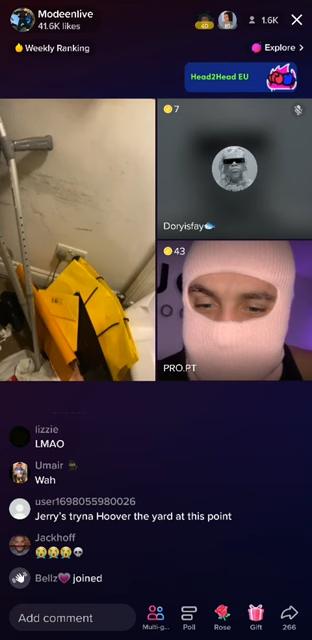 Modeenlive
41.6K likes
1.6K
Weekly Ranking
Explore >
Head2Head EU
7
Doryisfay
43
PRO.PT
lizzie
LMAO
Umair
Wah
user1698055980026
Jerry's tryna Hoover the yard at this point
Jackhoff
Bellz joined
Add comment
Multi-g...
Poll
Rose
Gift
266